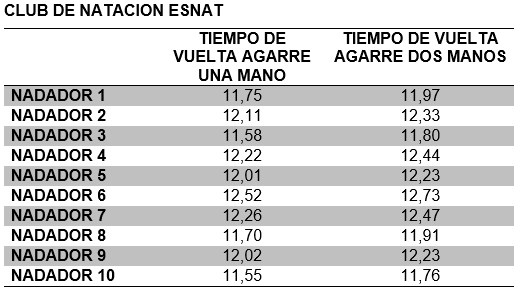 CLUB DE NATACION ESNAT
TIEMPO DE VUELTA AGARRE UNA MANO TIEMPO DE VUELTA AGARRE DOS MANOS
NADADOR 1 11,75 11,97
NADADOR 2 12,11 12,33
NADADOR 3 11,58 11,80
NADADOR 4 12,22 12,44
NADADOR 5 12,01 12,23
NADADOR 6 12,52 12,73
NADADOR 7 12,26 12,47
NADADOR 8 11,70 11,91
NADADOR 9 12,02 12,23
NADADOR 10 11,55 11,76